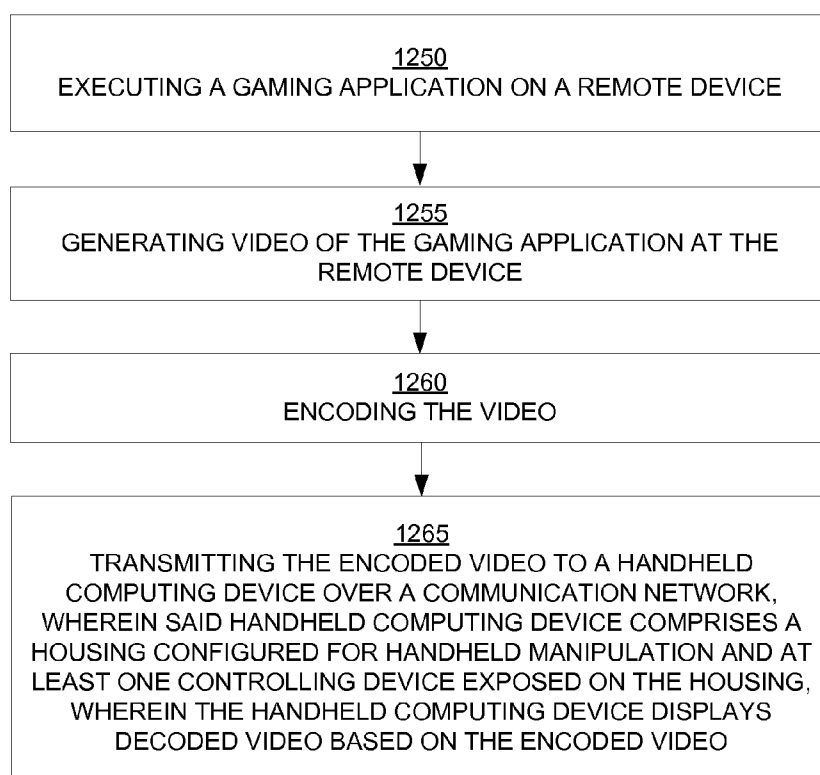 1250
EXECUTING A GAMING APPLICATION ON A REMOTE DEVICE
1255
GENERATING VIDEO OF THE GAMING APPLICATION AT THE
REMOTE DEVICE
1260
ENCODING THE VIDEO
1265
TRANSMITTING THE ENCODED VIDEO TO A HANDHELD
COMPUTING DEVICE OVER A COMMUNICATION NETWORK,
WHEREIN SAID HANDHELD COMPUTING DEVICE COMPRISES A
HOUSING CONFIGURED FOR HANDHELD MANIPULATION AND AT
LEAST ONE CONTROLLING DEVICE EXPOSED ON THE HOUSING,
WHEREIN THE HANDHELD COMPUTING DEVICE DISPLAYS
DECODED VIDEO BASED ON THE ENCODED VIDEO